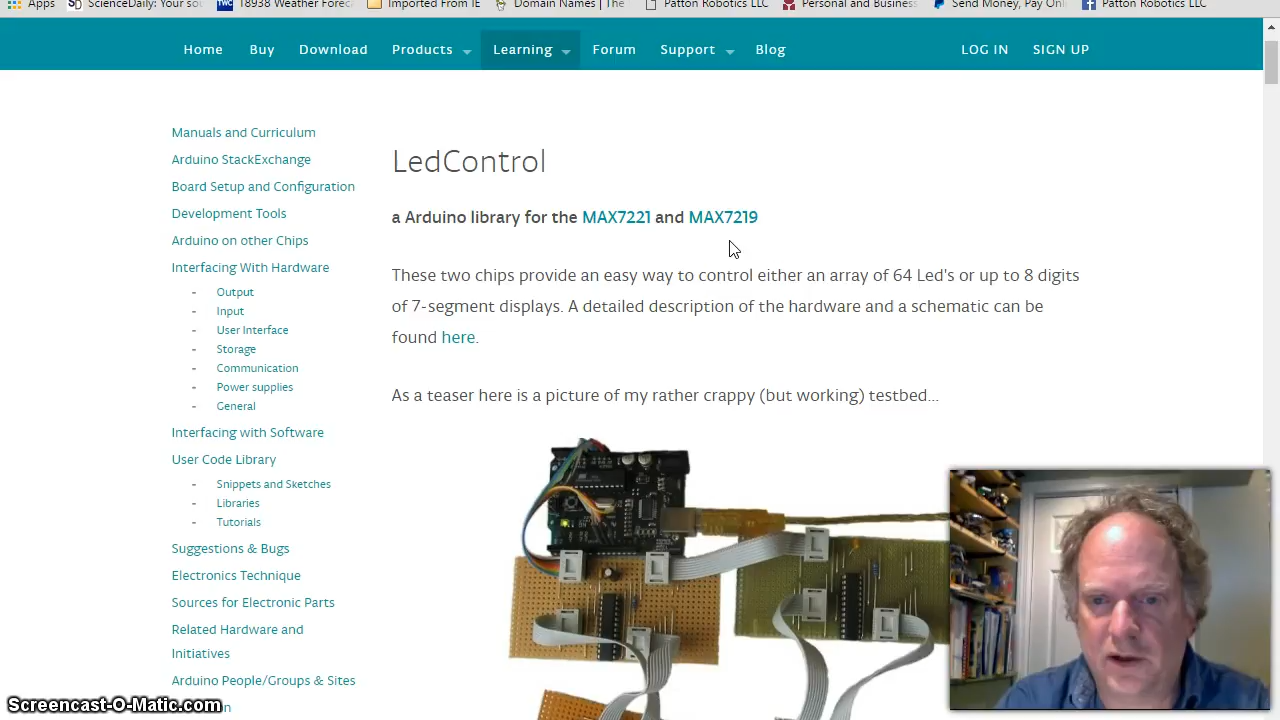 Apps ScienceDaily: Your so 18938 Weather Foreca Imported From IE Domain Names | The Patton Robotics LLC Personal and Business Send Money, Pay Onli Patton Robotics LLC
Home Buy Download Products Learning Forum Support Blog LOG IN SIGN UP
Manuals and Curriculum
Arduino StackExchange
Board Setup and Configuration
Development Tools
Arduino on other Chips
Interfacing With Hardware
- Output
- Input
- User Interface
- Storage
- Communication
- Power supplies
- General
Interfacing with Software
User Code Library
- Snippets and Sketches
- Libraries
- Tutorials
Suggestions & Bugs
Electronics Technique
Sources for Electronic Parts
Related Hardware and
Initiatives
Arduino People/Groups & Sites
LedControl
a Arduino library for the MAX7221 and MAX7219
These two chips provide an easy way to control either an array of 64 Led's or up to 8 digits
of 7-segment displays. A detailed description of the hardware and a schematic can be
found here.
As a teaser here is a picture of my rather crappy (but working) testbed...
Screencast-O-Matic.com